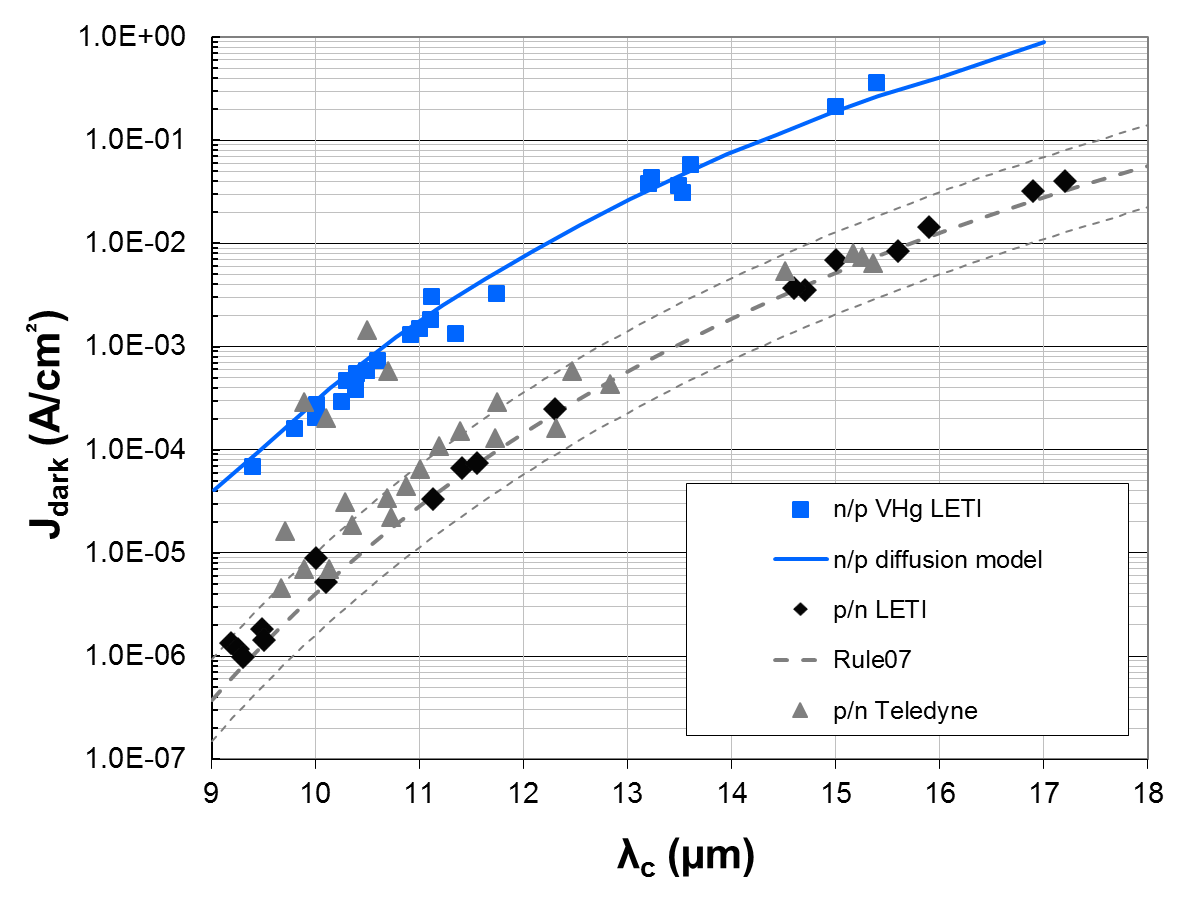 1.0E+00
1.0E-01
1.0E-02
1.0E-03
1.0E-04
1.0E-05
1.0E-06
1.0E-07
J_dark (A/cm²)
n/p VHg LETI
n/p diffusion model
p/n LETI
Rule07
p/n Teledyne
9 10 11 12 13 14 15 16 17 18
λ_c (µm)